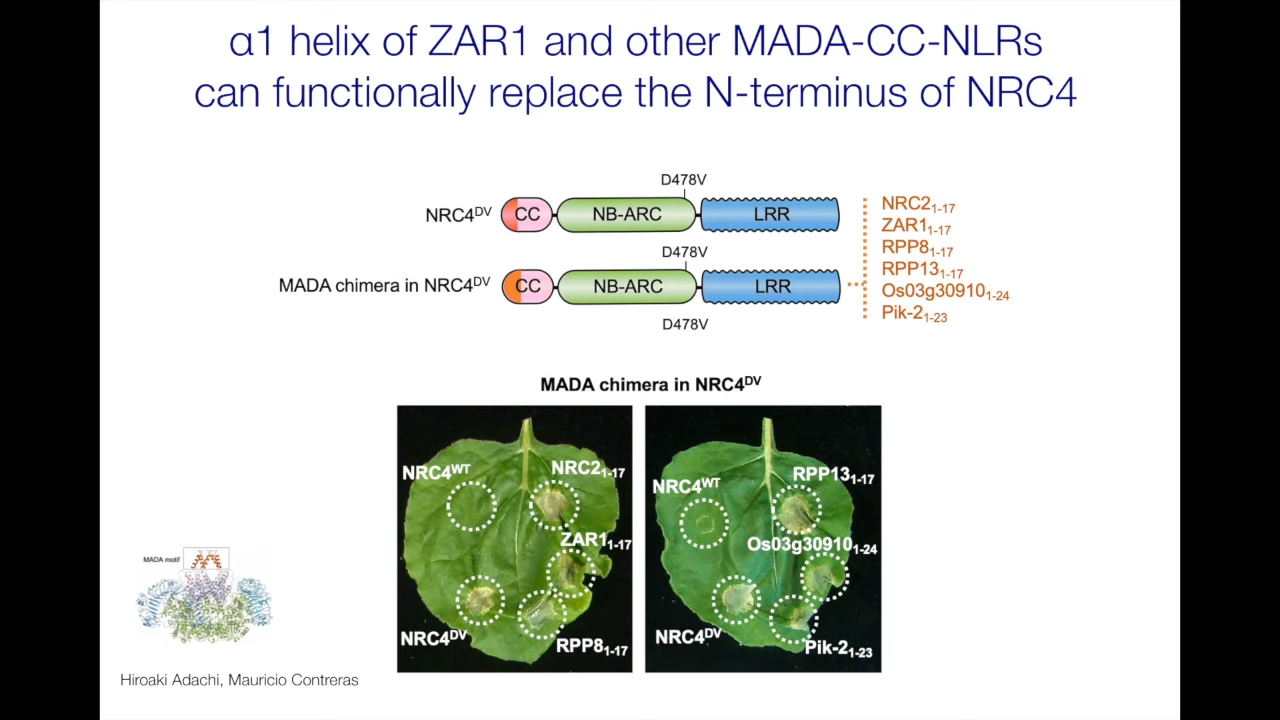 α1 helix of ZAR1 and other MADA-CC-NLRs
can functionally replace the N-terminus of NRC4
D478V
NRC4ᴰⱽ CC NB-ARC LRR
D478V
MADA chimera in NRC4ᴰⱽ CC NB-ARC LRR
D478V
NRC2₁₋₁₇
ZAR1₁₋₁₇
RPP8₁₋₁₇
RPP13₁₋₁₇
Os03g30910₁₋₂₄
Pik-2₁₋₂₃
MADA chimera in NRC4ᴰⱽ
NRC4ᵂᵀ
NRC2₁₋₁₇
ZAR1₁₋₁₇
NRC4ᴰⱽ
RPP8₁₋₁₇
NRC4ᵂᵀ
RPP13₁₋₁₇
Os03g30910₁₋₂₄
NRC4ᴰⱽ
Pik-2₁₋₂₃
MADA motif
Hiroaki Adachi, Mauricio Contreras